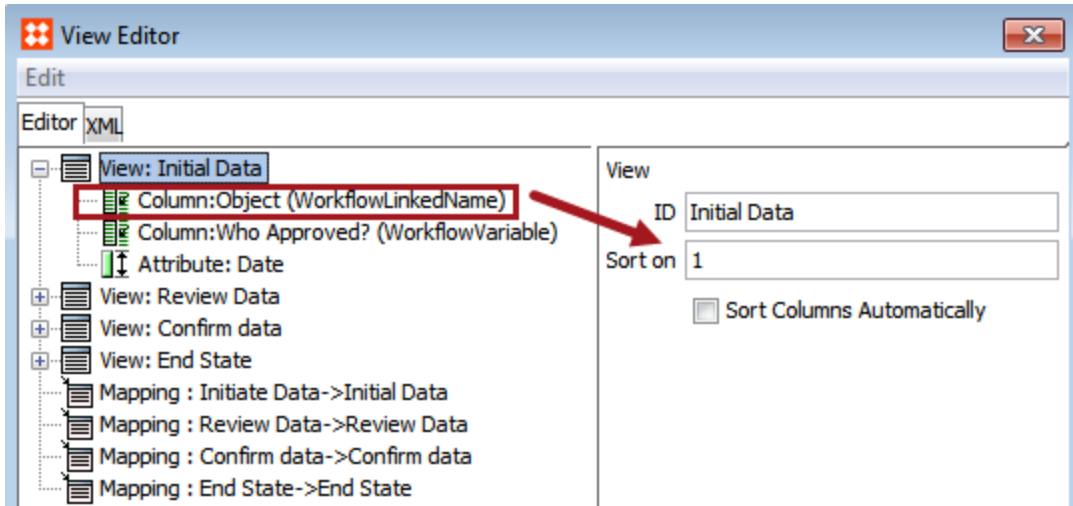 View Editor
Edit
Editor XML
View: Initial Data
Column:Object (WorkflowLinkedName)
Column:Who Approved? (WorkflowVariable)
Attribute: Date
View: Review Data
View: Confirm data
View: End State
Mapping : Initiate Data->Initial Data
Mapping : Review Data->Review Data
Mapping : Confirm data->Confirm data
Mapping : End State->End State
View
ID Initial Data
Sort on 1
Sort Columns Automatically